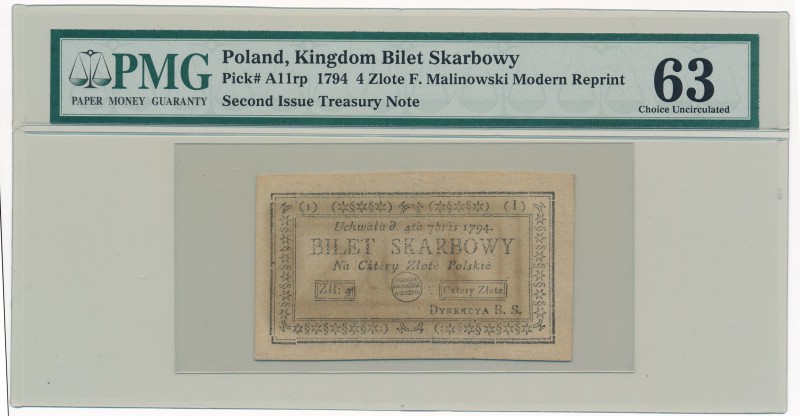 PMG
PAPER MONEY GUARANTY
Poland, Kingdom Bilet Skarbowy
Pick# A11rp 1794 4 Zlote F. Malinowski Modern Reprint
Second Issue Treasury Note
63
Choice Uncirculated
(1) (I)
Uchwała d. 4ta 7bris 1794.
BILET SKARBOWY
Na Cztery Złote Polskie
Złł: 4 Cztery Złote
DYREKCYA B. S.